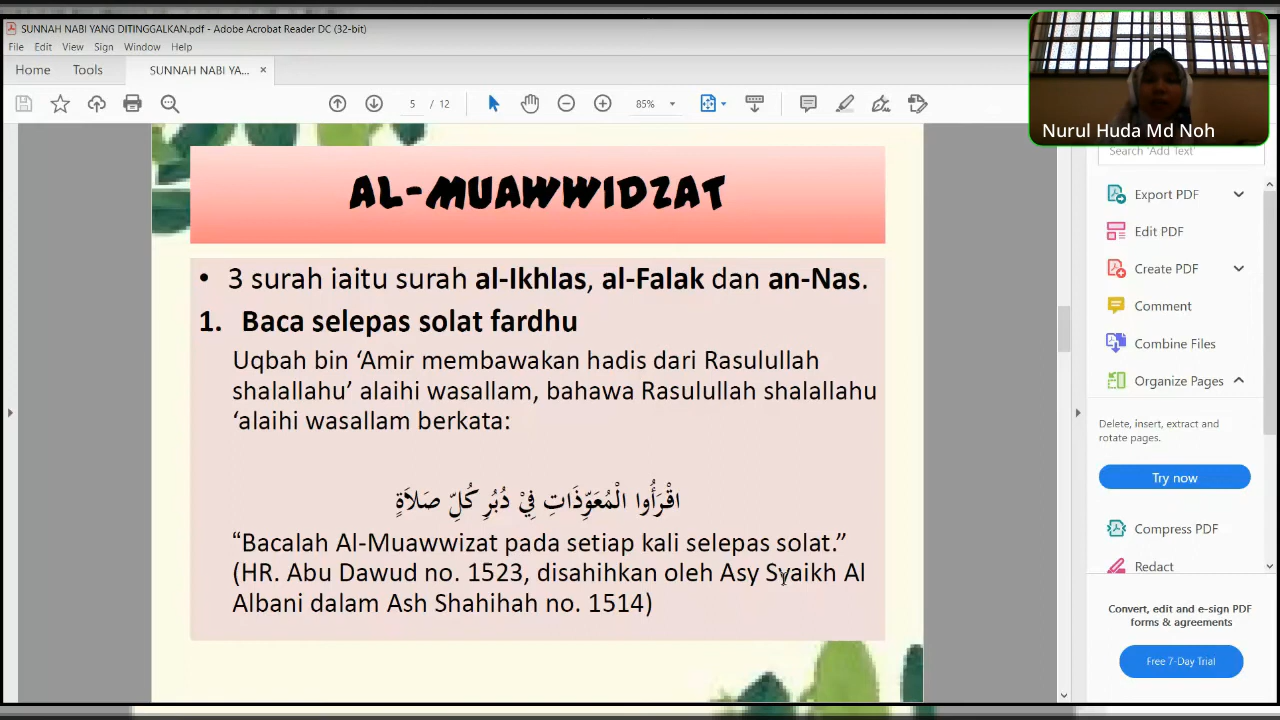 SUNNAH NABI YANG DITINGGALKAN.pdf - Adobe Acrobat Reader DC (32-bit)
File Edit View Sign Window Help
Home Tools SUNNAH NABI YA... ×
5 / 12 85%
Nurul Huda Md Noh
Search 'Add Text'
AL-MUAWWIDZAT
• 3 surah iaitu surah al-Ikhlas, al-Falak dan an-Nas.
1. Baca selepas solat fardhu
Uqbah bin ‘Amir membawakan hadis dari Rasulullah
shalallahu’ alaihi wasallam, bahawa Rasulullah shalallahu
‘alaihi wasallam berkata:
اقْرَأُوا الْمُعَوِّذَاتِ فِيْ دُبُرِ كُلِّ صَلاَةٍ
“Bacalah Al-Muawwizat pada setiap kali selepas solat.”
(HR. Abu Dawud no. 1523, disahihkan oleh Asy Syaikh Al
Albani dalam Ash Shahihah no. 1514)
Export PDF
Edit PDF
Create PDF
Comment
Combine Files
Organize Pages
Delete, insert, extract and
rotate pages.
Try now
Compress PDF
Redact
Convert, edit and e-sign PDF
forms & agreements
Free 7-Day Trial